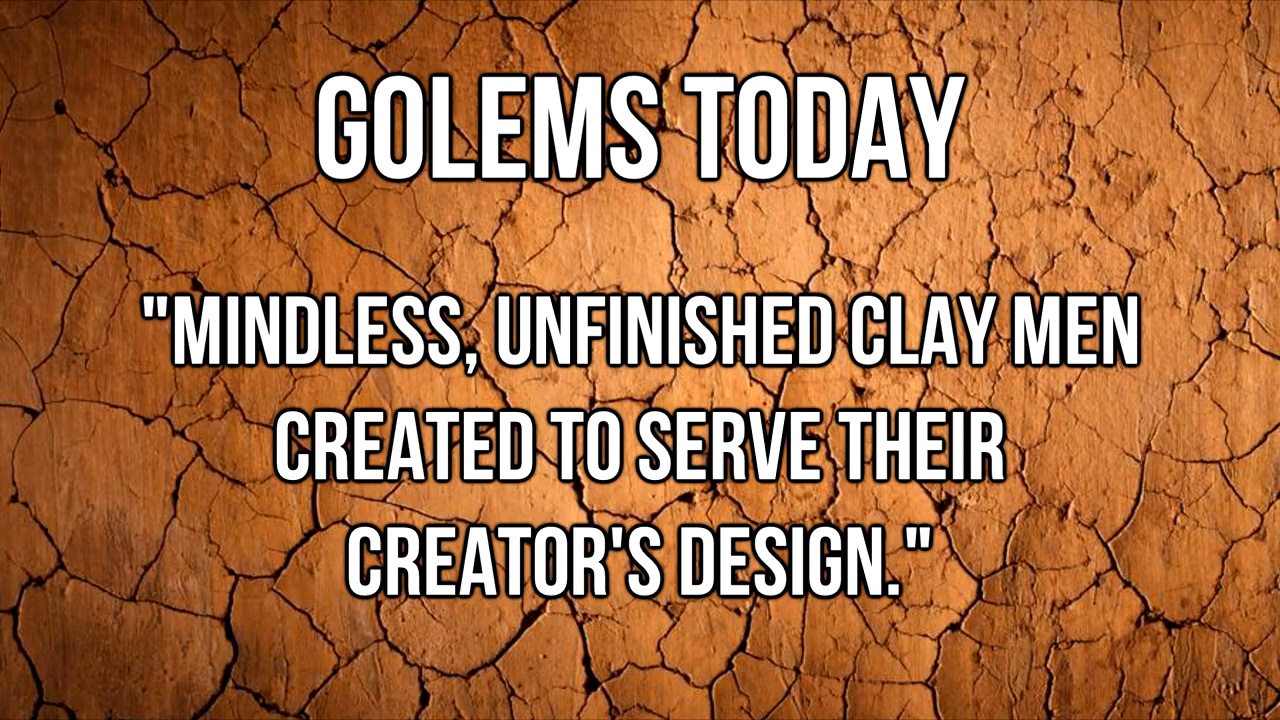 GOLEMS TODAY
"MINDLESS, UNFINISHED CLAY MEN
CREATED TO SERVE THEIR
CREATOR'S DESIGN."